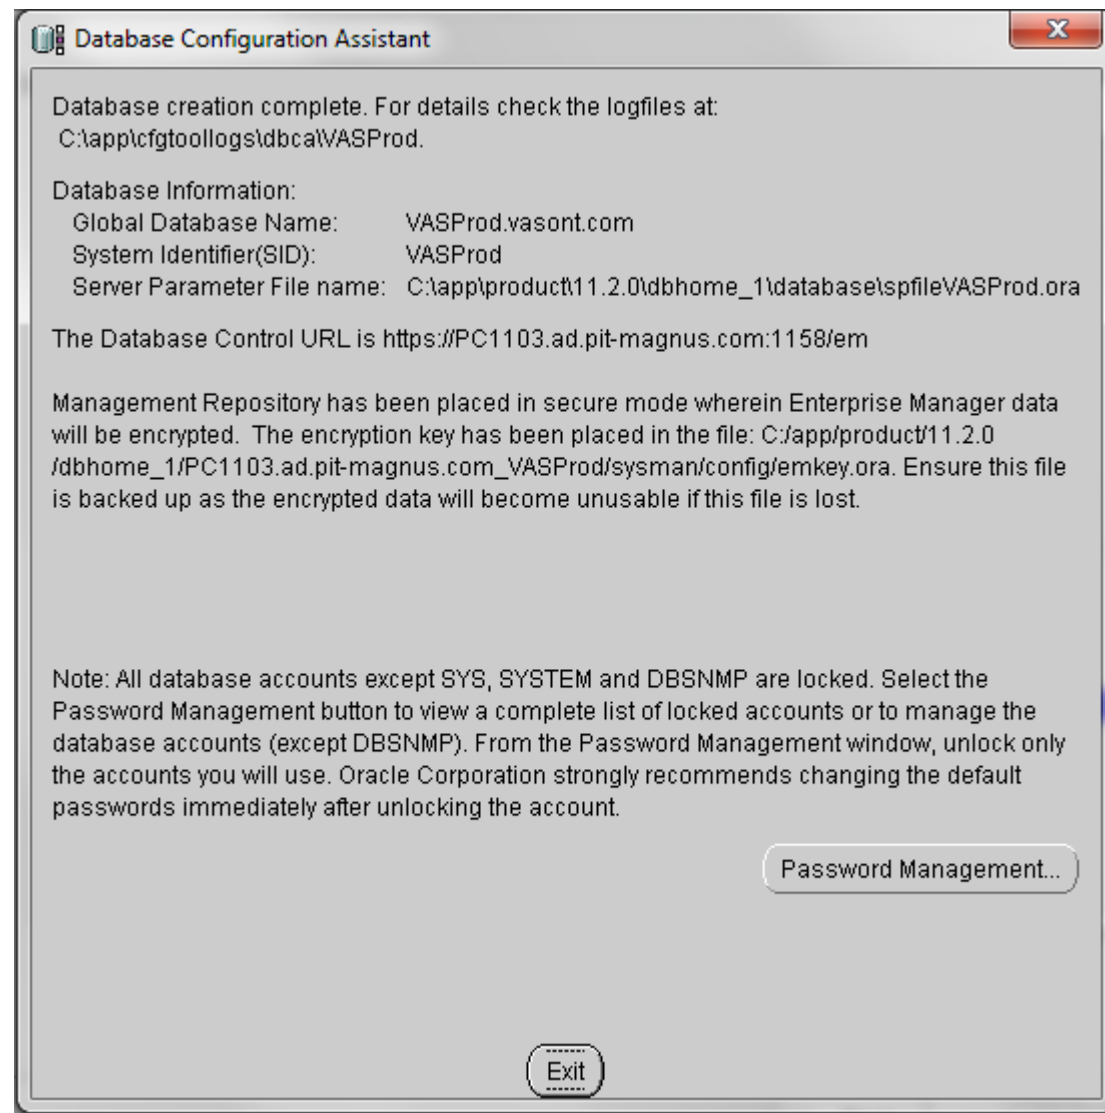 Database Configuration Assistant
Database creation complete. For details check the logfiles at:
C:\app\cfgtoollogs\dbca\VASProd.
Database Information:
Global Database Name: VASProd.vasont.com
System Identifier(SID): VASProd
Server Parameter File name: C:\app\product\11.2.0\dbhome_1\database\spfileVASProd.ora
The Database Control URL is https://PC1103.ad.pit-magnus.com:1158/em
Management Repository has been placed in secure mode wherein Enterprise Manager data
will be encrypted.  The encryption key has been placed in the file: C:/app/product/11.2.0
/dbhome_1/PC1103.ad.pit-magnus.com_VASProd/sysman/config/emkey.ora. Ensure this file
is backed up as the encrypted data will become unusable if this file is lost.
Note: All database accounts except SYS, SYSTEM and DBSNMP are locked. Select the
Password Management button to view a complete list of locked accounts or to manage the
database accounts (except DBSNMP). From the Password Management window, unlock only
the accounts you will use. Oracle Corporation strongly recommends changing the default
passwords immediately after unlocking the account.
Password Management...
Exit